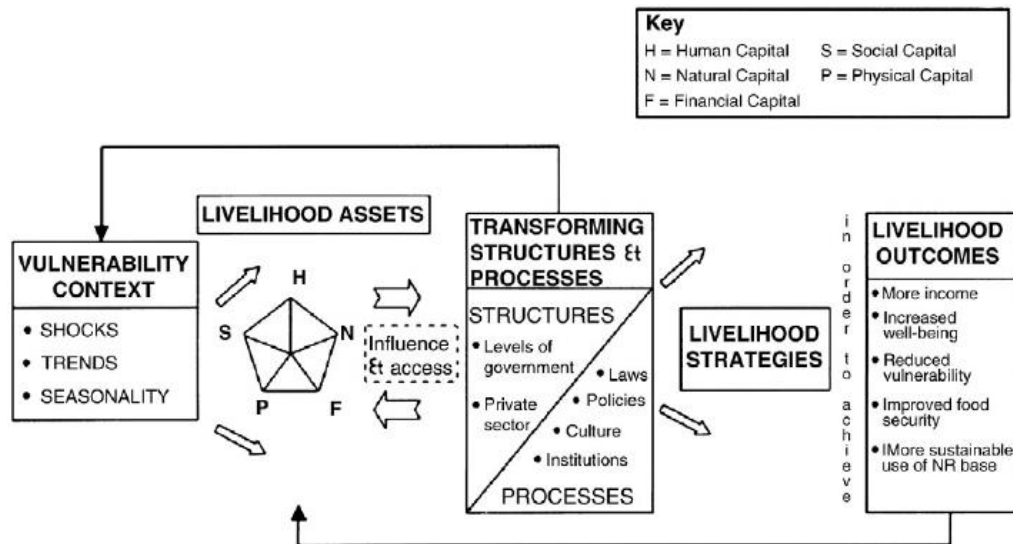 Key
H = Human Capital S = Social Capital
N = Natural Capital P = Physical Capital
F = Financial Capital
LIVELIHOOD ASSETS
VULNERABILITY
CONTEXT
• SHOCKS
• TRENDS
• SEASONALITY
H
S
N
P
F
Influence
& access
TRANSFORMING
STRUCTURES &
PROCESSES
STRUCTURES
• Levels of
government
• Private
sector
• Laws
• Policies
• Culture
• Institutions
PROCESSES
LIVELIHOOD
STRATEGIES
in order to achieve
LIVELIHOOD
OUTCOMES
• More income
• Increased
well-being
• Reduced
vulnerability
• Improved food
security
• IMore sustainable
use of NR base